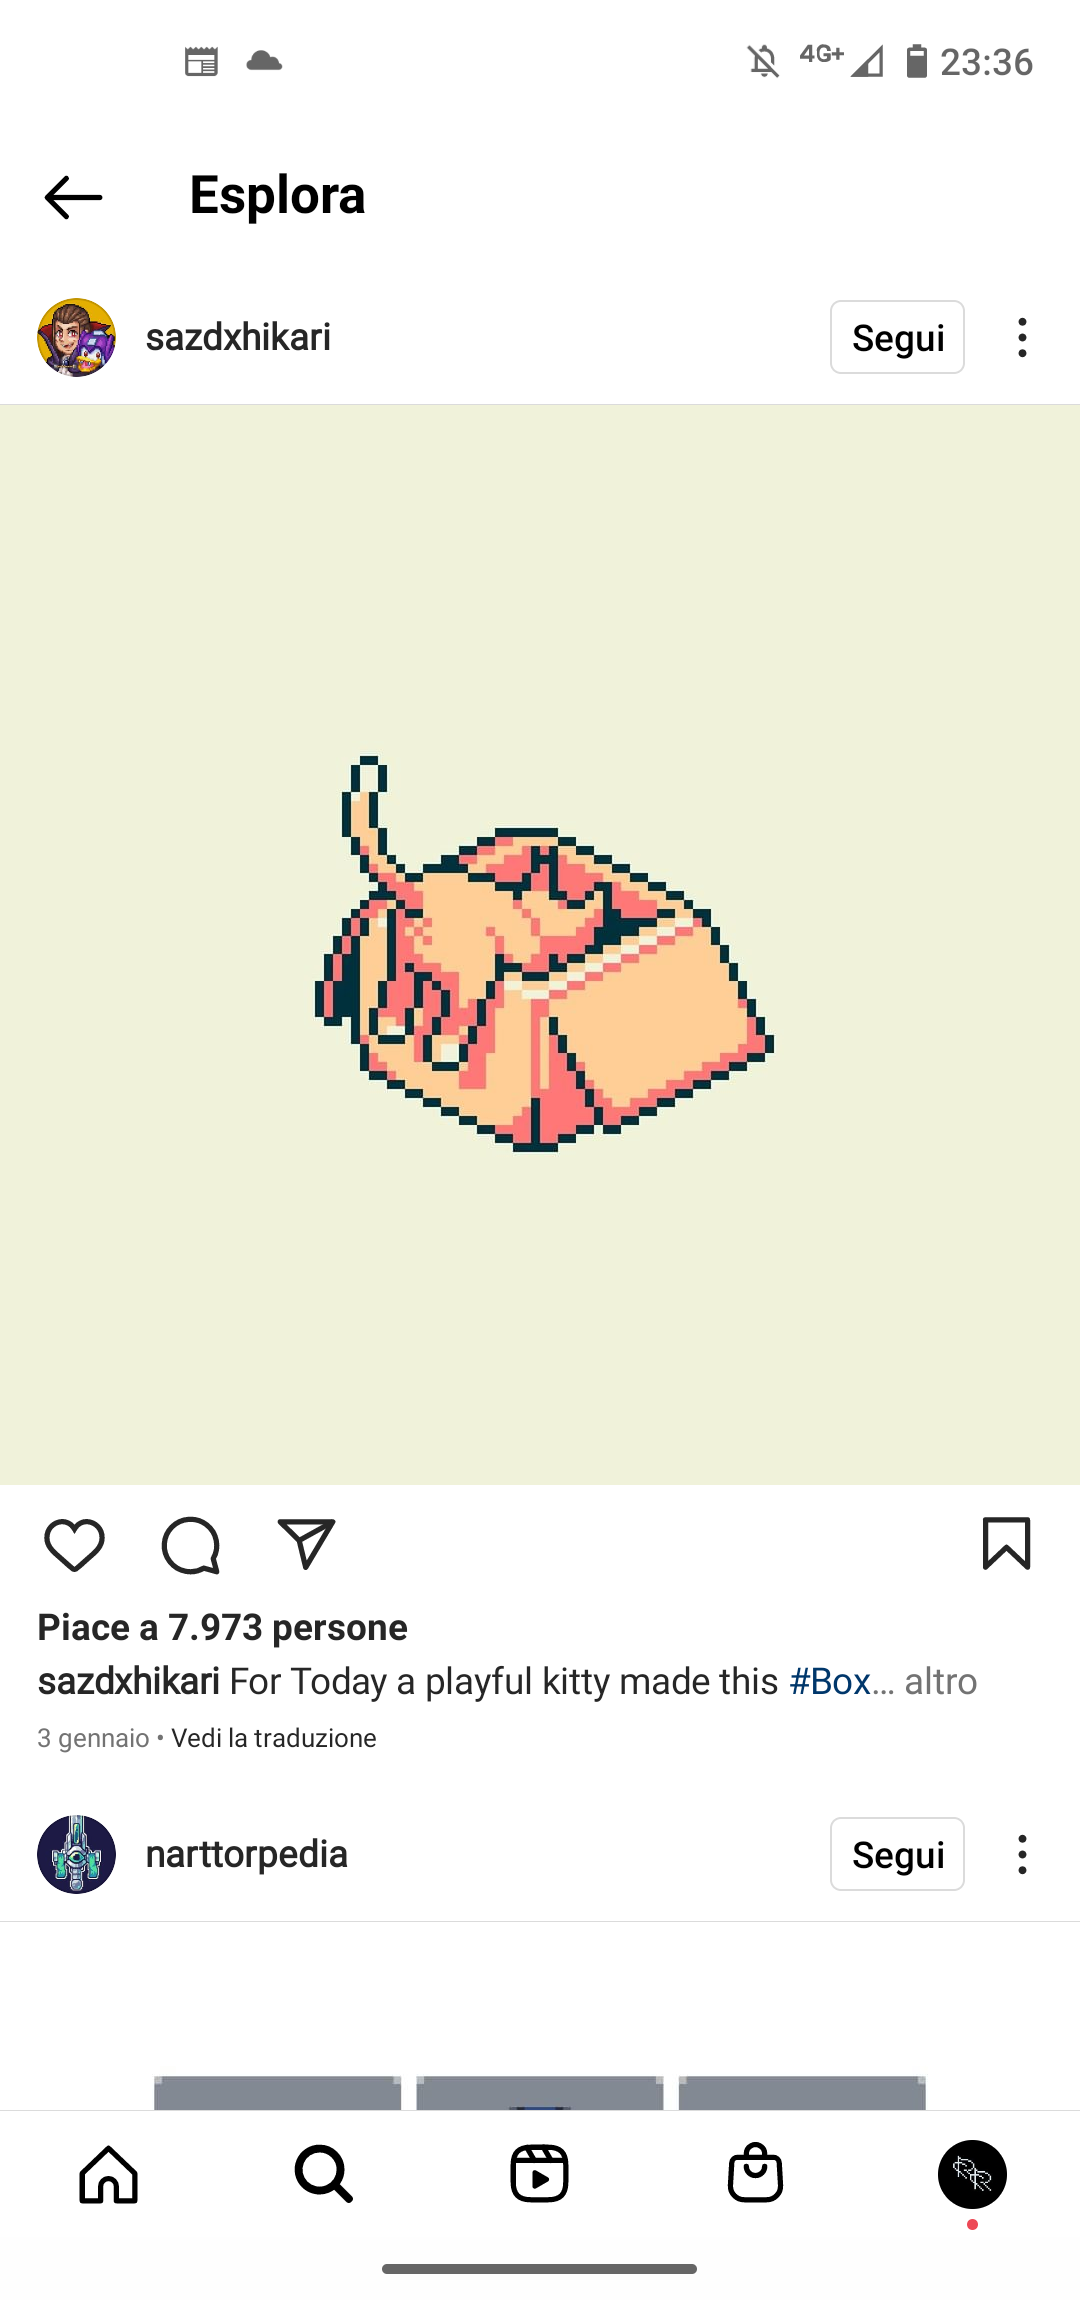 4G+ 23:36
Esplora
sazdxhikari Segui
Piace a 7.973 persone
sazdxhikari For Today a playful kitty made this #Box... altro
3 gennaio • Vedi la traduzione
narttorpedia Segui